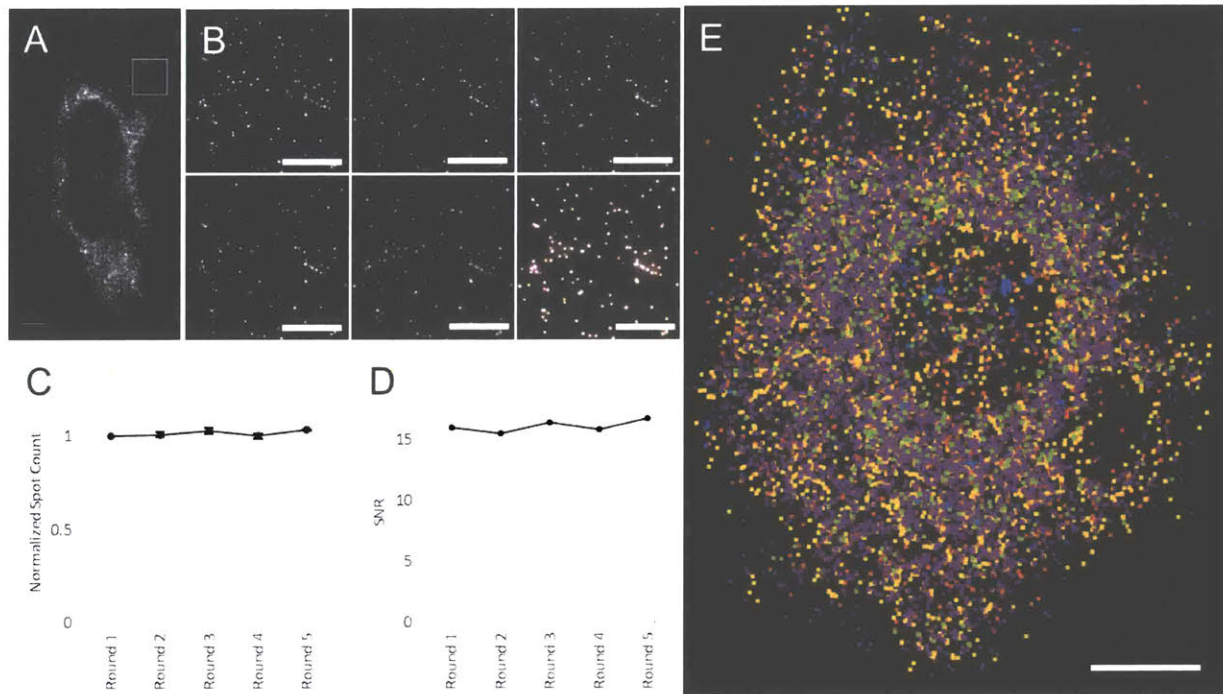 A
B
E
C
Normalized Spot Count
1
0.5
0
Round 1
Round 2
Round 3
Round 4
Round 5
D
SNR
15
10
5
0
Round 1
Round 2
Round 3
Round 4
Round 5